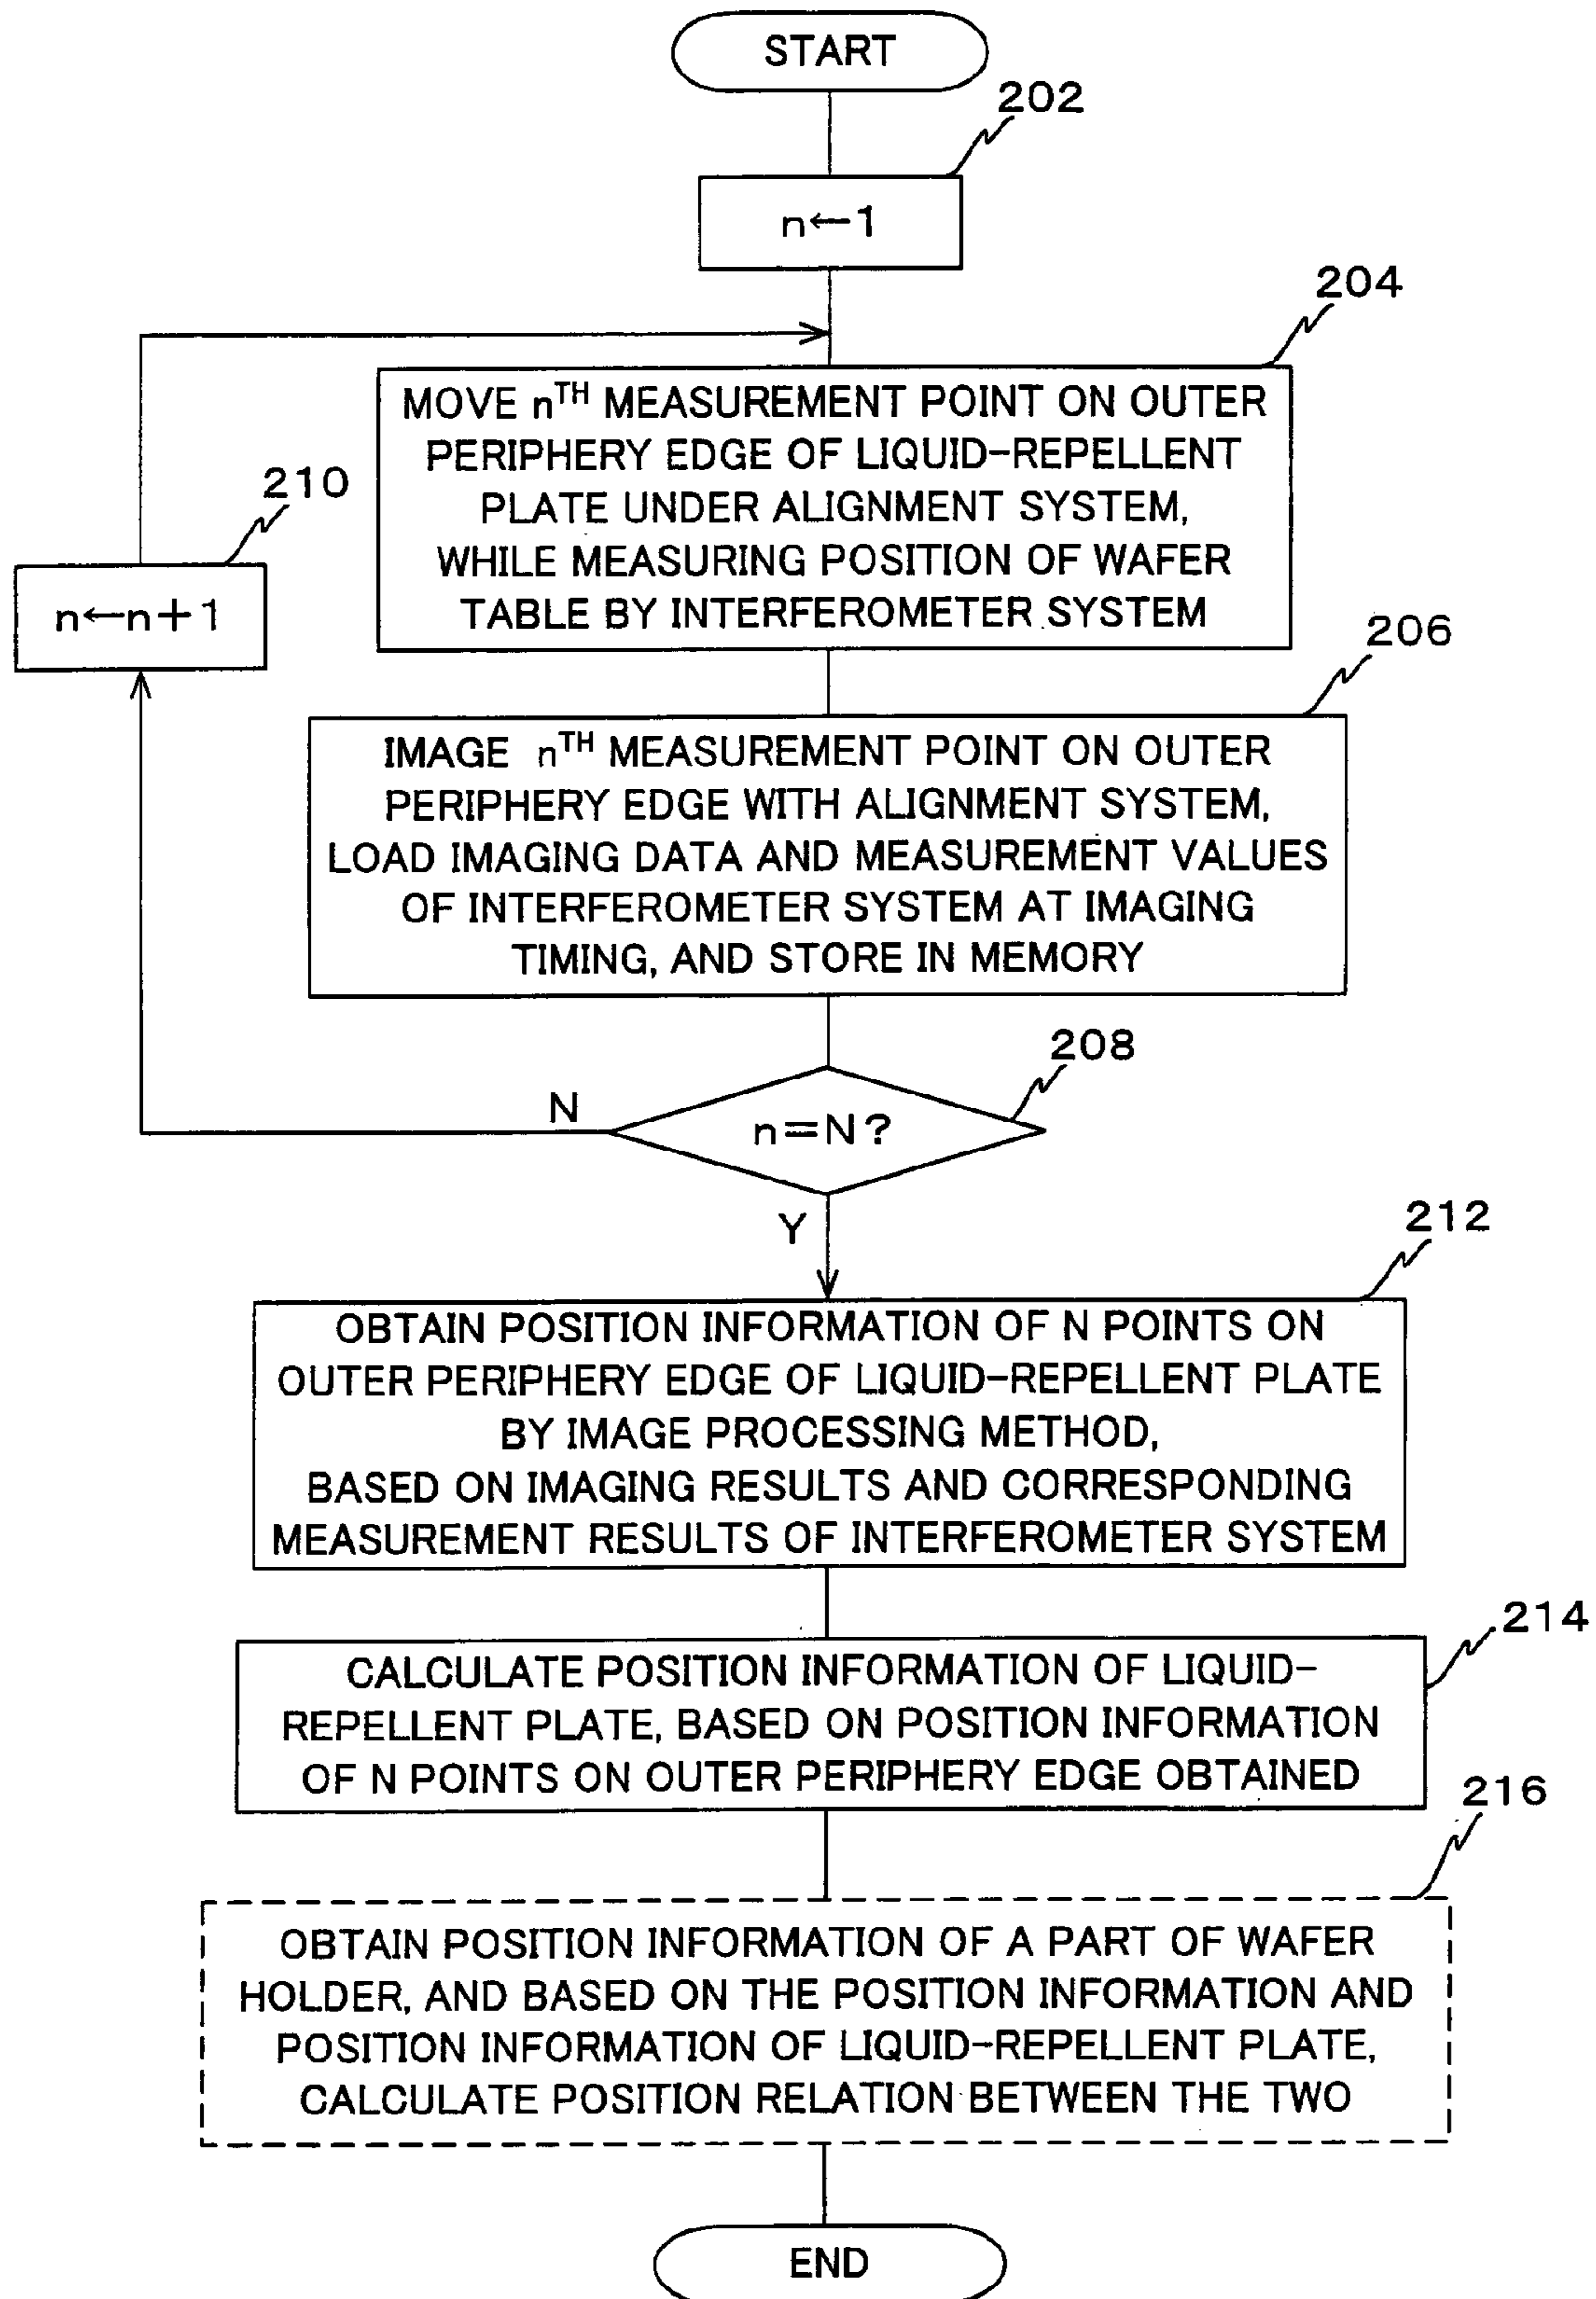 START
202
n←1
204
MOVE nTH MEASUREMENT POINT ON OUTER
PERIPHERY EDGE OF LIQUID-REPELLENT
PLATE UNDER ALIGNMENT SYSTEM,
WHILE MEASURING POSITION OF WAFER
TABLE BY INTERFEROMETER SYSTEM
210
n←n+1
206
IMAGE nTH MEASUREMENT POINT ON OUTER
PERIPHERY EDGE WITH ALIGNMENT SYSTEM,
LOAD IMAGING DATA AND MEASUREMENT VALUES
OF INTERFEROMETER SYSTEM AT IMAGING
TIMING, AND STORE IN MEMORY
208
N
n=N?
Y
212
OBTAIN POSITION INFORMATION OF N POINTS ON
OUTER PERIPHERY EDGE OF LIQUID-REPELLENT PLATE
BY IMAGE PROCESSING METHOD,
BASED ON IMAGING RESULTS AND CORRESPONDING
MEASUREMENT RESULTS OF INTERFEROMETER SYSTEM
214
CALCULATE POSITION INFORMATION OF LIQUID-
REPELLENT PLATE, BASED ON POSITION INFORMATION
OF N POINTS ON OUTER PERIPHERY EDGE OBTAINED
216
OBTAIN POSITION INFORMATION OF A PART OF WAFER
HOLDER, AND BASED ON THE POSITION INFORMATION AND
POSITION INFORMATION OF LIQUID-REPELLENT PLATE,
CALCULATE POSITION RELATION BETWEEN THE TWO
END